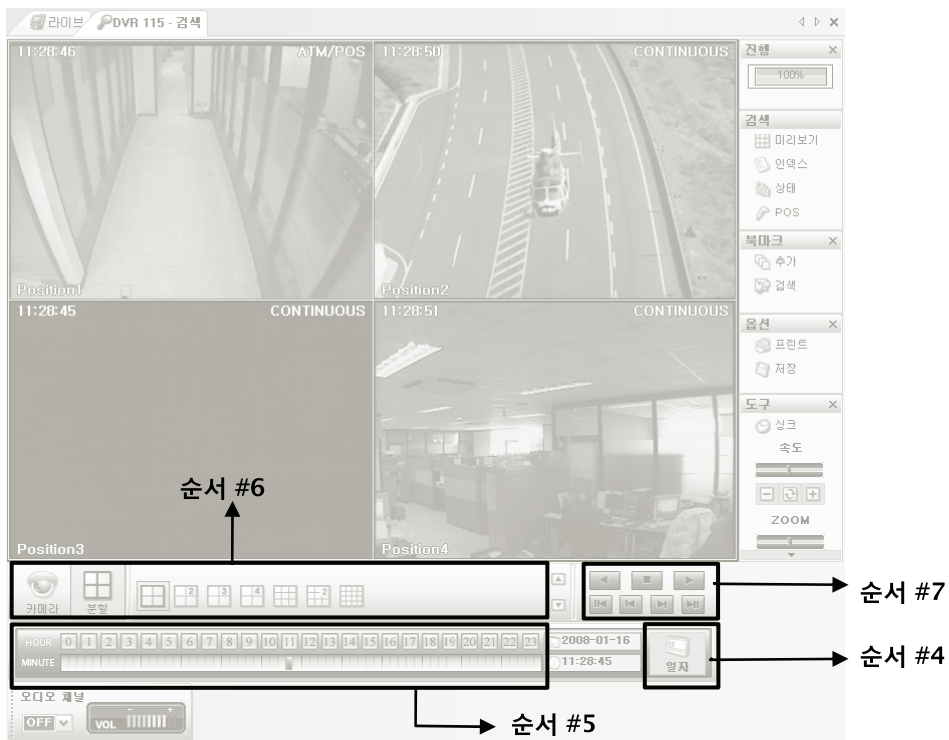 라이브 DVR 115 - 검색
11:28:46 ATM/POS
Position1
11:28:50 CONTINUOUS
Position2
11:28:45 CONTINUOUS
Position3
11:28:51 CONTINUOUS
Position4
진행
100%
검색
미리보기
인덱스
상태
POS
북마크
추가
검색
옵션
프린트
저장
도구
싱크
속도
ZOOM
순서 #6
카메라 분할
2 3 4 2
순서 #7
HOUR 0 1 2 3 4 5 6 7 8 9 10 11 12 13 14 15 16 17 18 19 20 21 22 23
MINUTE
2008-01-16
11:28:45
일자
순서 #4
오디오 채널
OFF
VOL - +
순서 #5